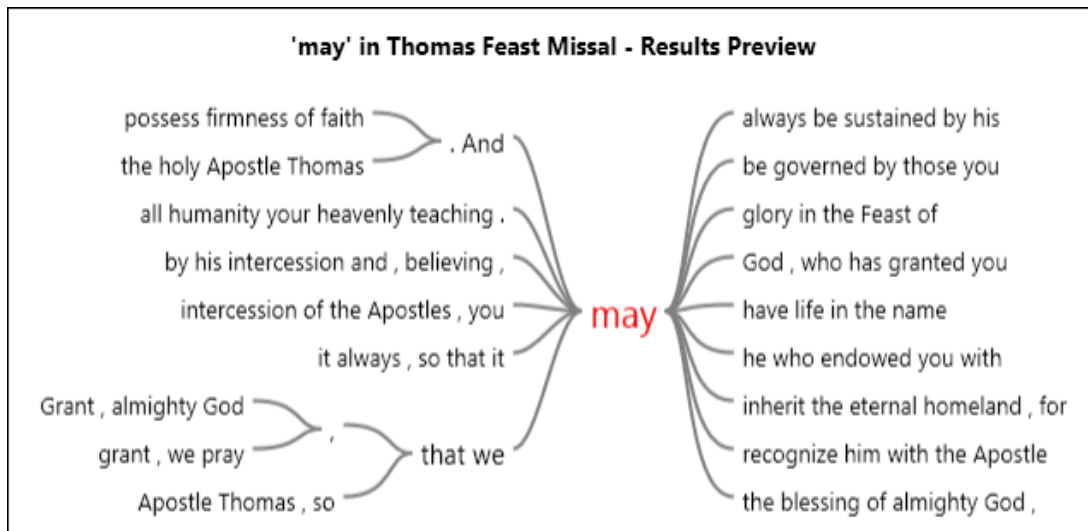 'may' in Thomas Feast Missal - Results Preview
possess firmness of faith
the holy Apostle Thomas
. And
all humanity your heavenly teaching .
by his intercession and , believing ,
intercession of the Apostles , you
it always , so that it
Grant , almighty God
grant , we pray
,
Apostle Thomas , so
that we
may
always be sustained by his
be governed by those you
glory in the Feast of
God , who has granted you
have life in the name
he who endowed you with
inherit the eternal homeland , for
recognize him with the Apostle
the blessing of almighty God ,